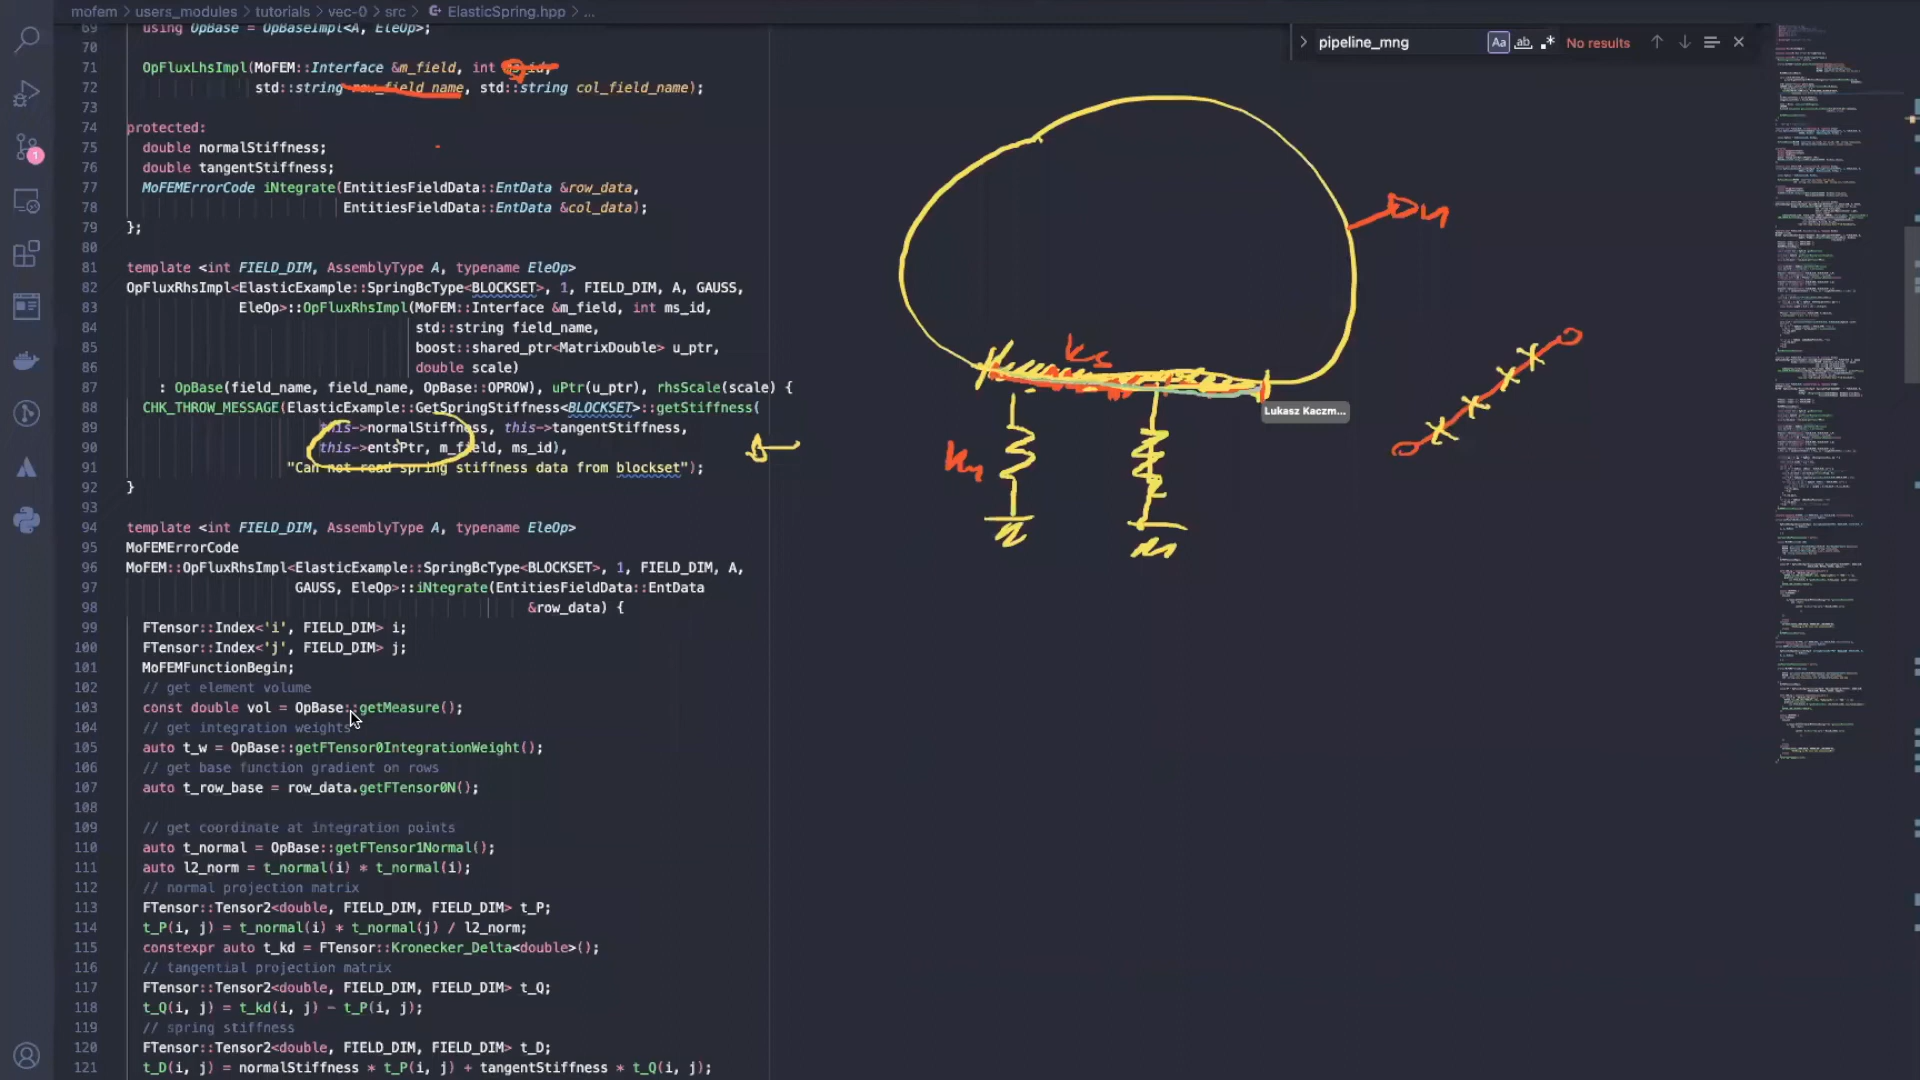 mofem > users_modules > tutorials > vec-0 > src > ElasticSpring.hpp > ...
pipeline_mng
Aa
ab
.*
No results
1
69 using OpBase = OpBaseImpl<A, EleOp>;
70
71 OpFluxLhsImpl(MoFEM::Interface &m_field, int ms_id,
72 std::string row_field_name, std::string col_field_name);
73
74 protected:
75 double normalStiffness;
76 double tangentStiffness;
77 MoFEMErrorCode iNtegrate(EntitiesFieldData::EntData &row_data,
78 EntitiesFieldData::EntData &col_data);
79 };
80
81 template <int FIELD_DIM, AssemblyType A, typename EleOp>
82 OpFluxRhsImpl<ElasticExample::SpringBcType<BLOCKSET>, 1, FIELD_DIM, A, GAUSS,
83 EleOp>::OpFluxRhsImpl(MoFEM::Interface &m_field, int ms_id,
84 std::string field_name,
85 boost::shared_ptr<MatrixDouble> u_ptr,
86 double scale)
87 : OpBase(field_name, field_name, OpBase::OPROW), uPtr(u_ptr), rhsScale(scale) {
88 CHK_THROW_MESSAGE(ElasticExample::GetSpringStiffness<BLOCKSET>::getStiffness(
89 this->normalStiffness, this->tangentStiffness,
90 this->entsPtr, m_field, ms_id),
91 "Can not read spring stiffness data from blockset");
92 }
93
94 template <int FIELD_DIM, AssemblyType A, typename EleOp>
95 MoFEMErrorCode
96 MoFEM::OpFluxRhsImpl<ElasticExample::SpringBcType<BLOCKSET>, 1, FIELD_DIM, A,
97 GAUSS, EleOp>::iNtegrate(EntitiesFieldData::EntData
98 &row_data) {
99 FTensor::Index<'i', FIELD_DIM> i;
100 FTensor::Index<'j', FIELD_DIM> j;
101 MoFEMFunctionBegin;
102 // get element volume
103 const double vol = OpBase::getMeasure();
104 // get integration weights
105 auto t_w = OpBase::getFTensor0IntegrationWeight();
106 // get base function gradient on rows
107 auto t_row_base = row_data.getFTensor0N();
108
109 // get coordinate at integration points
110 auto t_normal = OpBase::getFTensor1Normal();
111 auto l2_norm = t_normal(i) * t_normal(i);
112 // normal projection matrix
113 FTensor::Tensor2<double, FIELD_DIM, FIELD_DIM> t_P;
114 t_P(i, j) = t_normal(i) * t_normal(j) / l2_norm;
115 constexpr auto t_kd = FTensor::Kronecker_Delta<double>();
116 // tangential projection matrix
117 FTensor::Tensor2<double, FIELD_DIM, FIELD_DIM> t_Q;
118 t_Q(i, j) = t_kd(i, j) - t_P(i, j);
119 // spring stiffness
120 FTensor::Tensor2<double, FIELD_DIM, FIELD_DIM> t_D;
121 t_D(i, j) = normalStiffness * t_P(i, j) + tangentStiffness * t_Q(i, j);
Lukasz Kaczm...